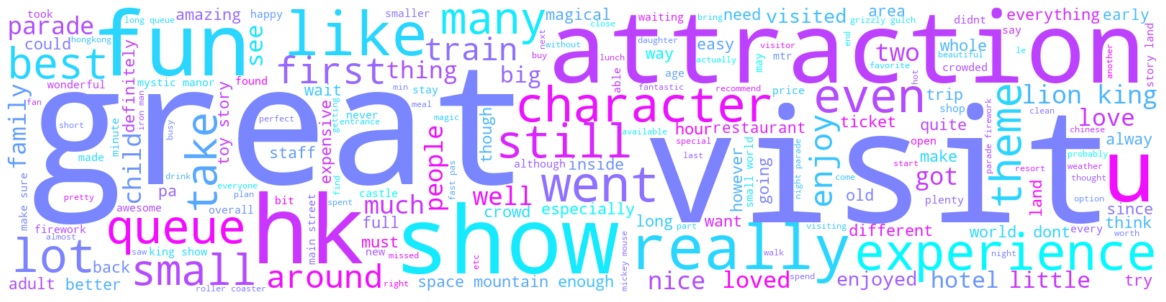 took
long queue
happy
smaller
close
waiting
bring
next
grizzly gulch
area
didnt
say
le
parade
amazing
many
magical
need
visited
everything
early
could
hongkong
fun
see
like
train
without
daughter
actually
easy
mtr
way
visitor
may
end
two
favorite
whole
beautiful
crowded
another
story land
best
wonderful
definitely
mystic manor
found
first
thing
big
buy
lunch
able
attraction
age
fantastic
recommend
price
hot
family
fan
iron man
wait
min
stay
meal
never
character
even
trip
shop
lion king
great
short
child
toy story
expensive
getting
perfect
entrance
magic
though
still
available
hour
restaurant
special
ticket
quite
open
clean
chinese
love
theme
made
minute
busy
take
staff
people
although
inside
last
however
small world
going
night parade
enjoy
start
make
got
parade firework
probably
weather
thought
alway
make sure
pretty
drink
pa
everyone
plan
find
castle
fast pas
well
went
visit
come
old
plenty
land
resort
option
u
awesome
overall
bit
spent
much
full
crowd
especially
long
want
different
since
firework
almost
queue
hk
main street
must
new
missed
show
really
part
visiting
world
dont
every
think
lot
back
saw
king show
experience
walk
night
worth
adult
better
small
roller coaster
around
right
etc
space mountain
enough
mickey mouse
nice
loved
spend
enjoyed
hotel
little
try